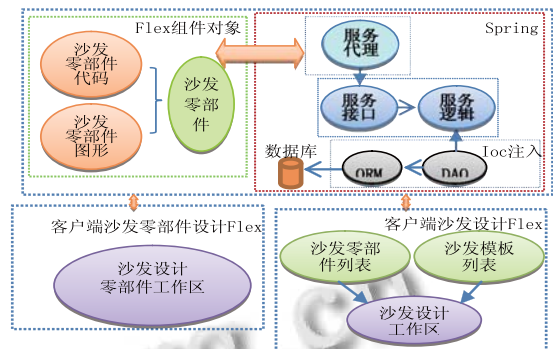 Flex组件对象
Spring
沙发
零部件
代码
沙发
零部件
图形
沙发
零部
件
服务
代理
服务
接口
服务
逻辑
数据库
Ioc注入
ORM
DAO
客户端沙发零部件设计Flex
沙发设计
零部件工作区
客户端沙发设计Flex
沙发零部
件列表
沙发模板
列表
沙发设计
工作区